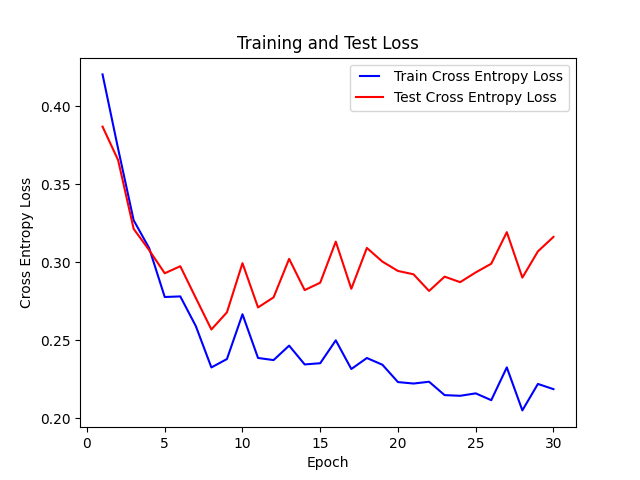 Training and Test Loss
Train Cross Entropy Loss
Test Cross Entropy Loss
Cross Entropy Loss
0.40
0.35
0.30
0.25
0.20
0 5 10 15 20 25 30
Epoch